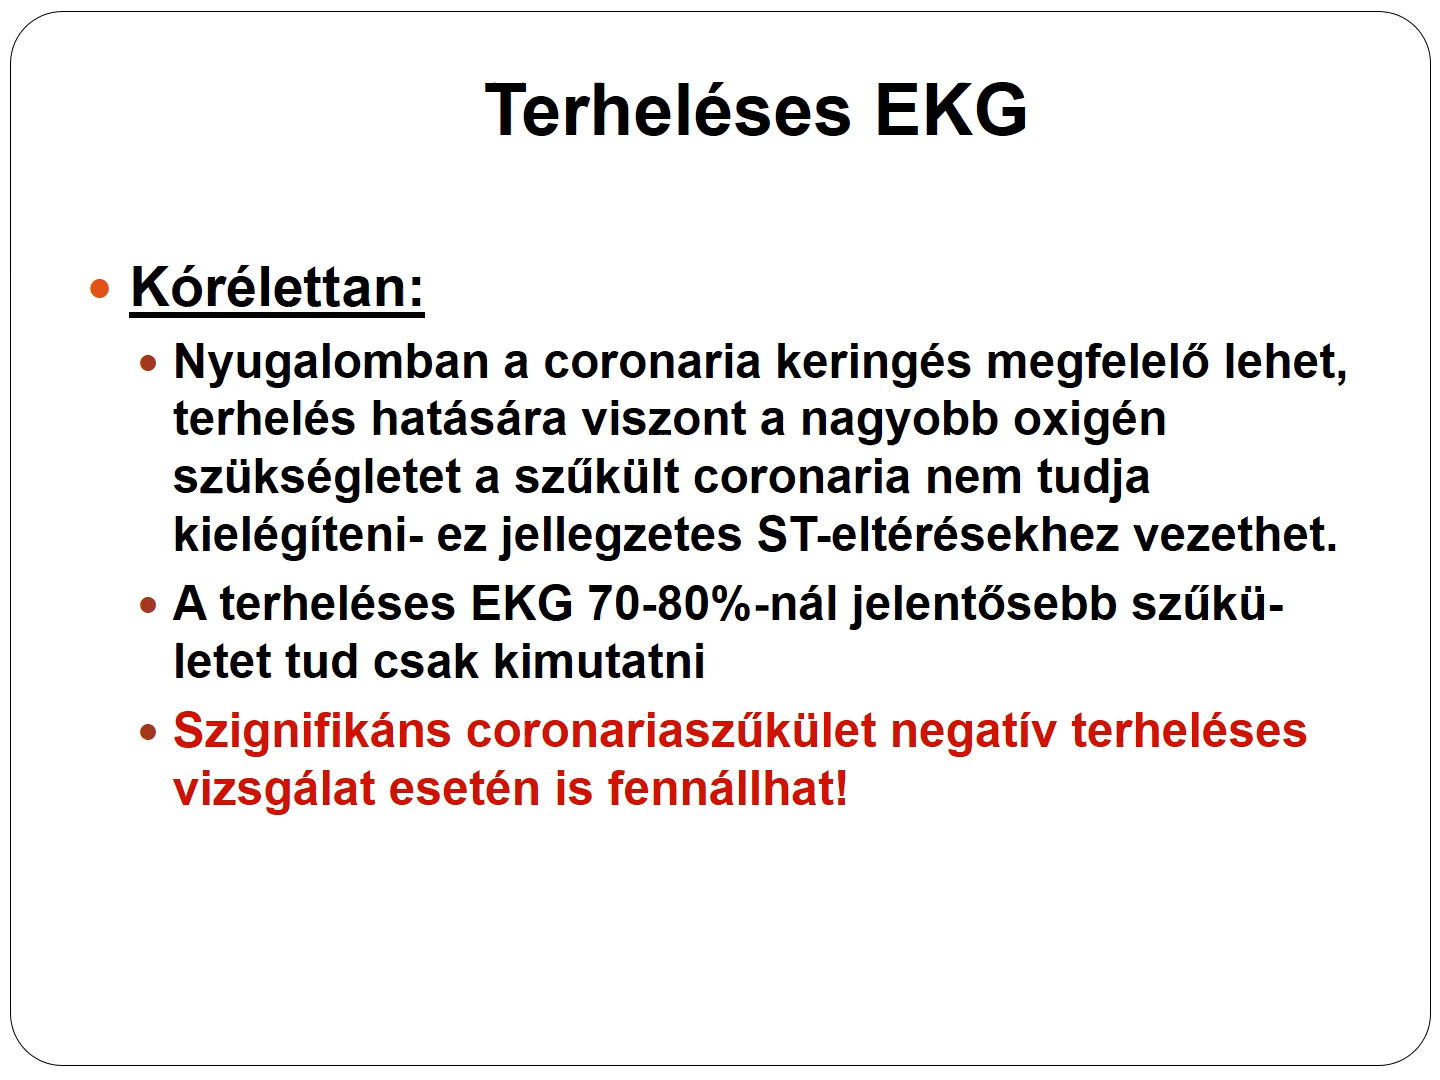 Terheléses EKG
• Kórélettan:
• Nyugalomban a coronaria keringés megfelelő lehet,
terhelés hatására viszont a nagyobb oxigén
szükségletet a szűkült coronaria nem tudja
kielégíteni- ez jellegzetes ST-eltérésekhez vezethet.
• A terheléses EKG 70-80%-nál jelentősebb szűkü-
letet tud csak kimutatni
• Szignifikáns coronariaszűkület negatív terheléses
vizsgálat esetén is fennállhat!